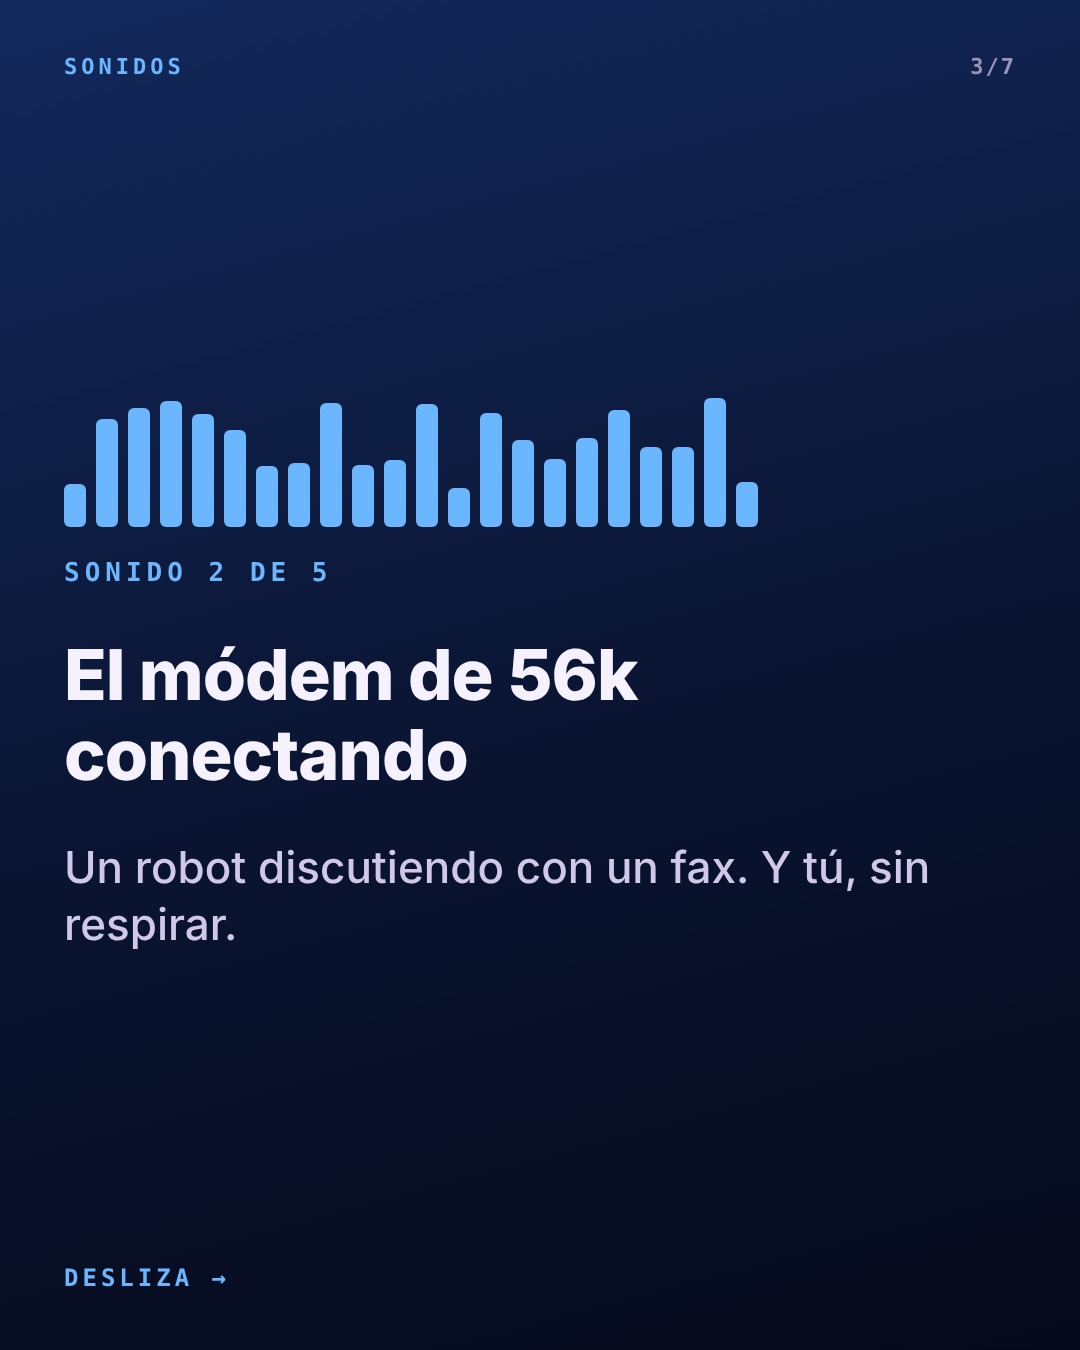 SONIDOS
3/7
SONIDO 2 DE 5
El módem de 56k
conectando
Un robot discutiendo con un fax. Y tú, sin
respirar.
DESLIZA →